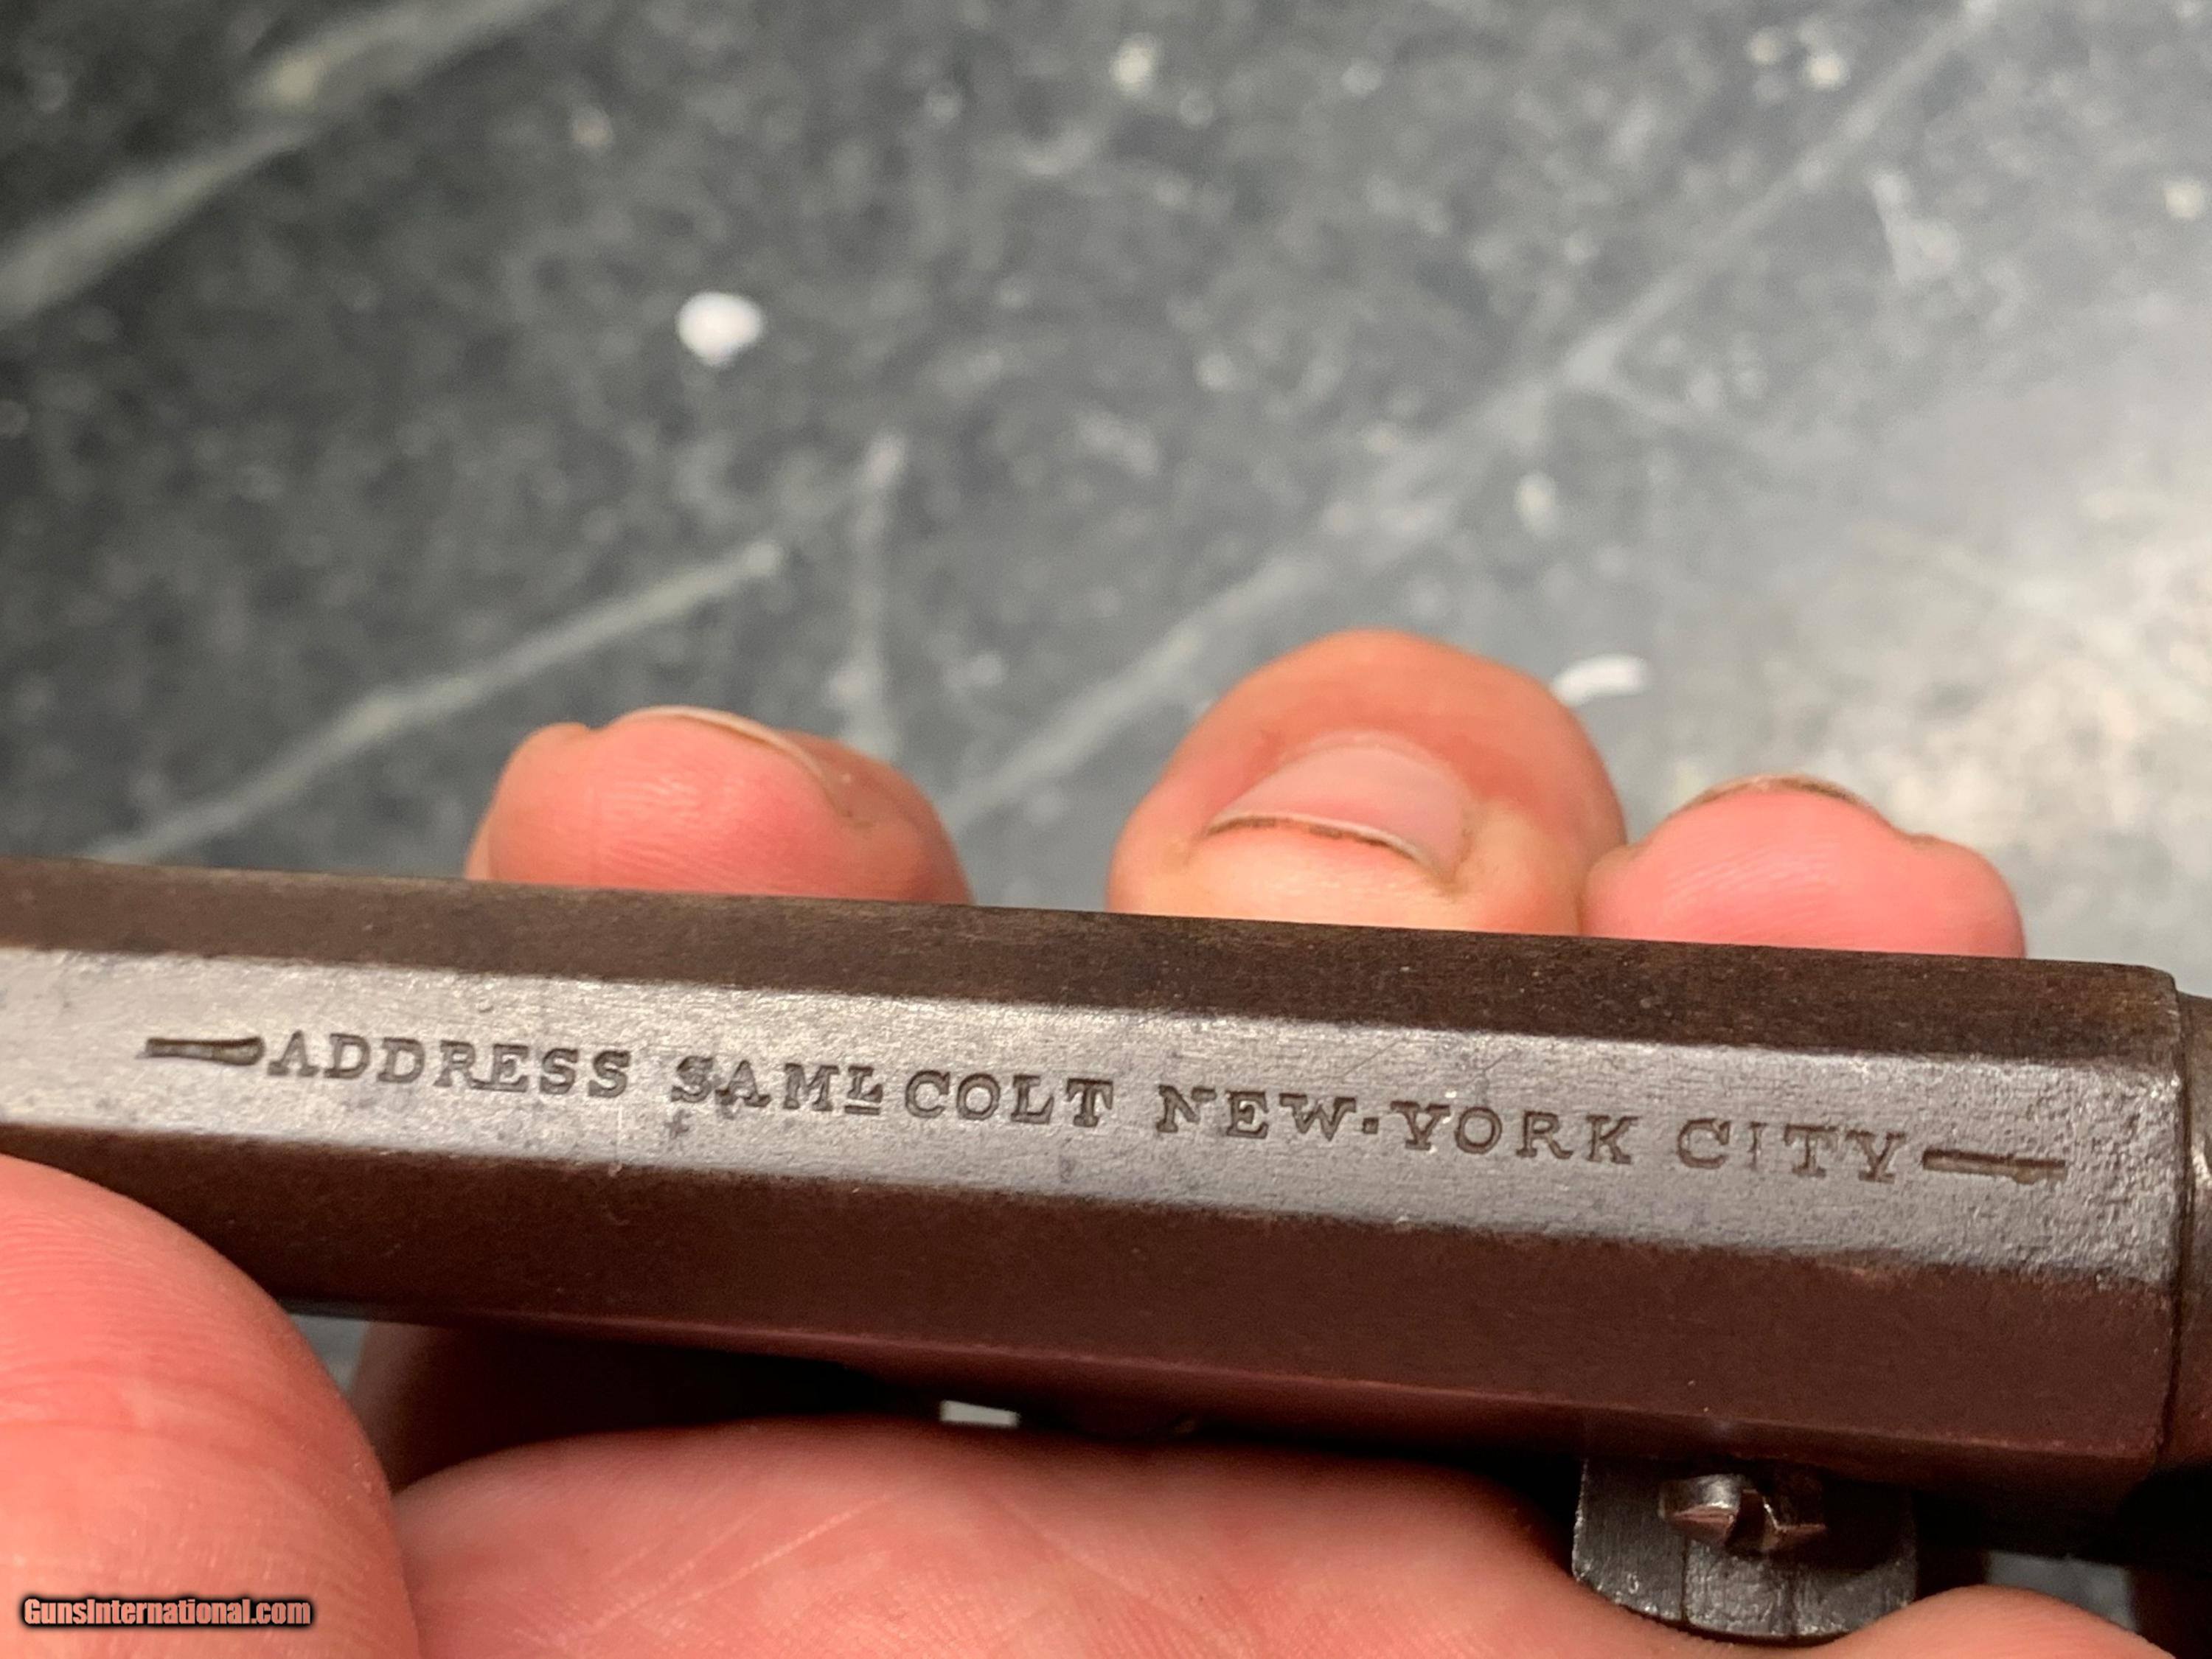 —ADDRESS SAMᴸ COLT NEW-YORK CITY—
GunsInternational.com